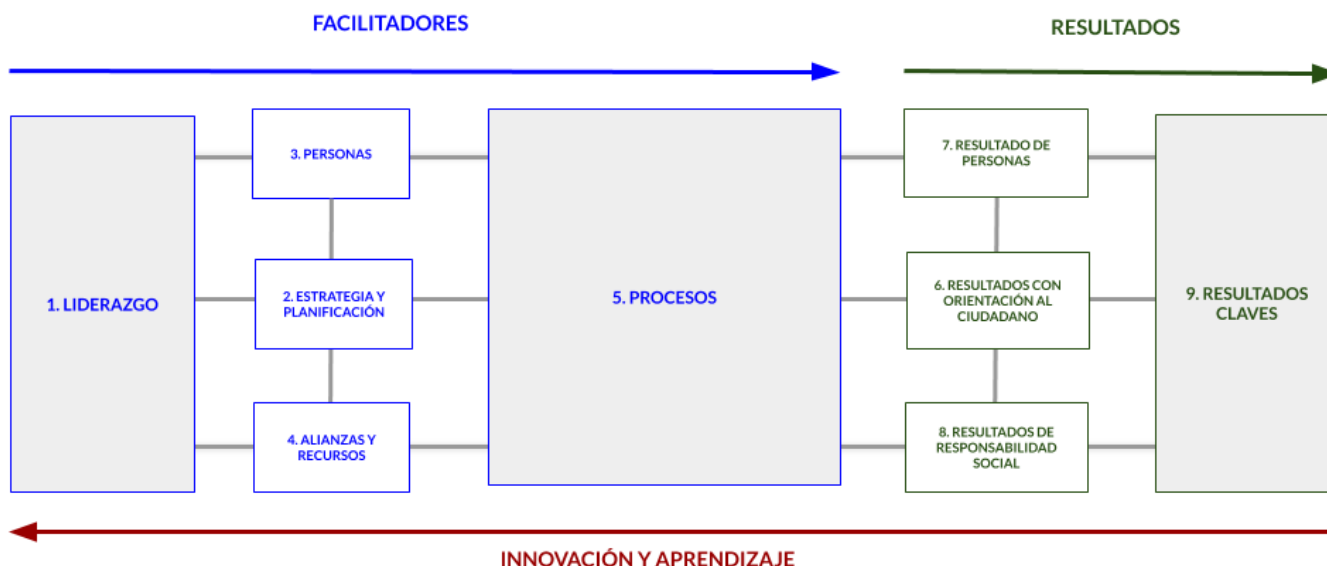 FACILITADORES
RESULTADOS
1. LIDERAZGO
3. PERSONAS
2. ESTRATEGIA Y
PLANIFICACIÓN
4. ALIANZAS Y
RECURSOS
5. PROCESOS
7. RESULTADO DE
PERSONAS
6. RESULTADOS CON
ORIENTACIÓN AL
CIUDADANO
8. RESULTADOS DE
RESPONSABILIDAD
SOCIAL
9. RESULTADOS
CLAVES
INNOVACIÓN Y APRENDIZAJE